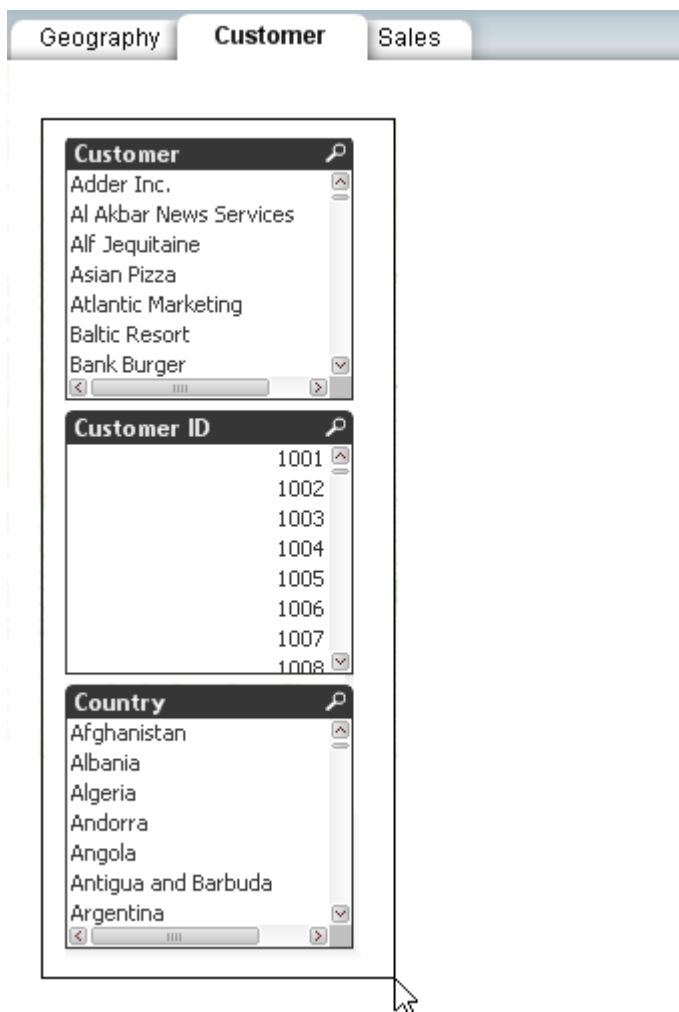 Geography Customer Sales
Customer
Adder Inc.
Al Akbar News Services
Alf Jequitaine
Asian Pizza
Atlantic Marketing
Baltic Resort
Bank Burger
Customer ID
1001
1002
1003
1004
1005
1006
1007
1008
Country
Afghanistan
Albania
Algeria
Andorra
Angola
Antigua and Barbuda
Argentina